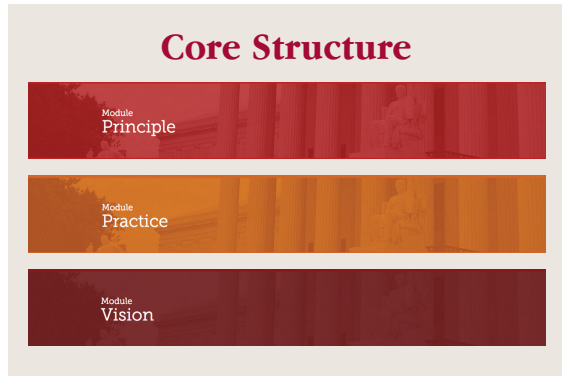 Core Structure
Module
Principle
Module
Practice
Module
Vision